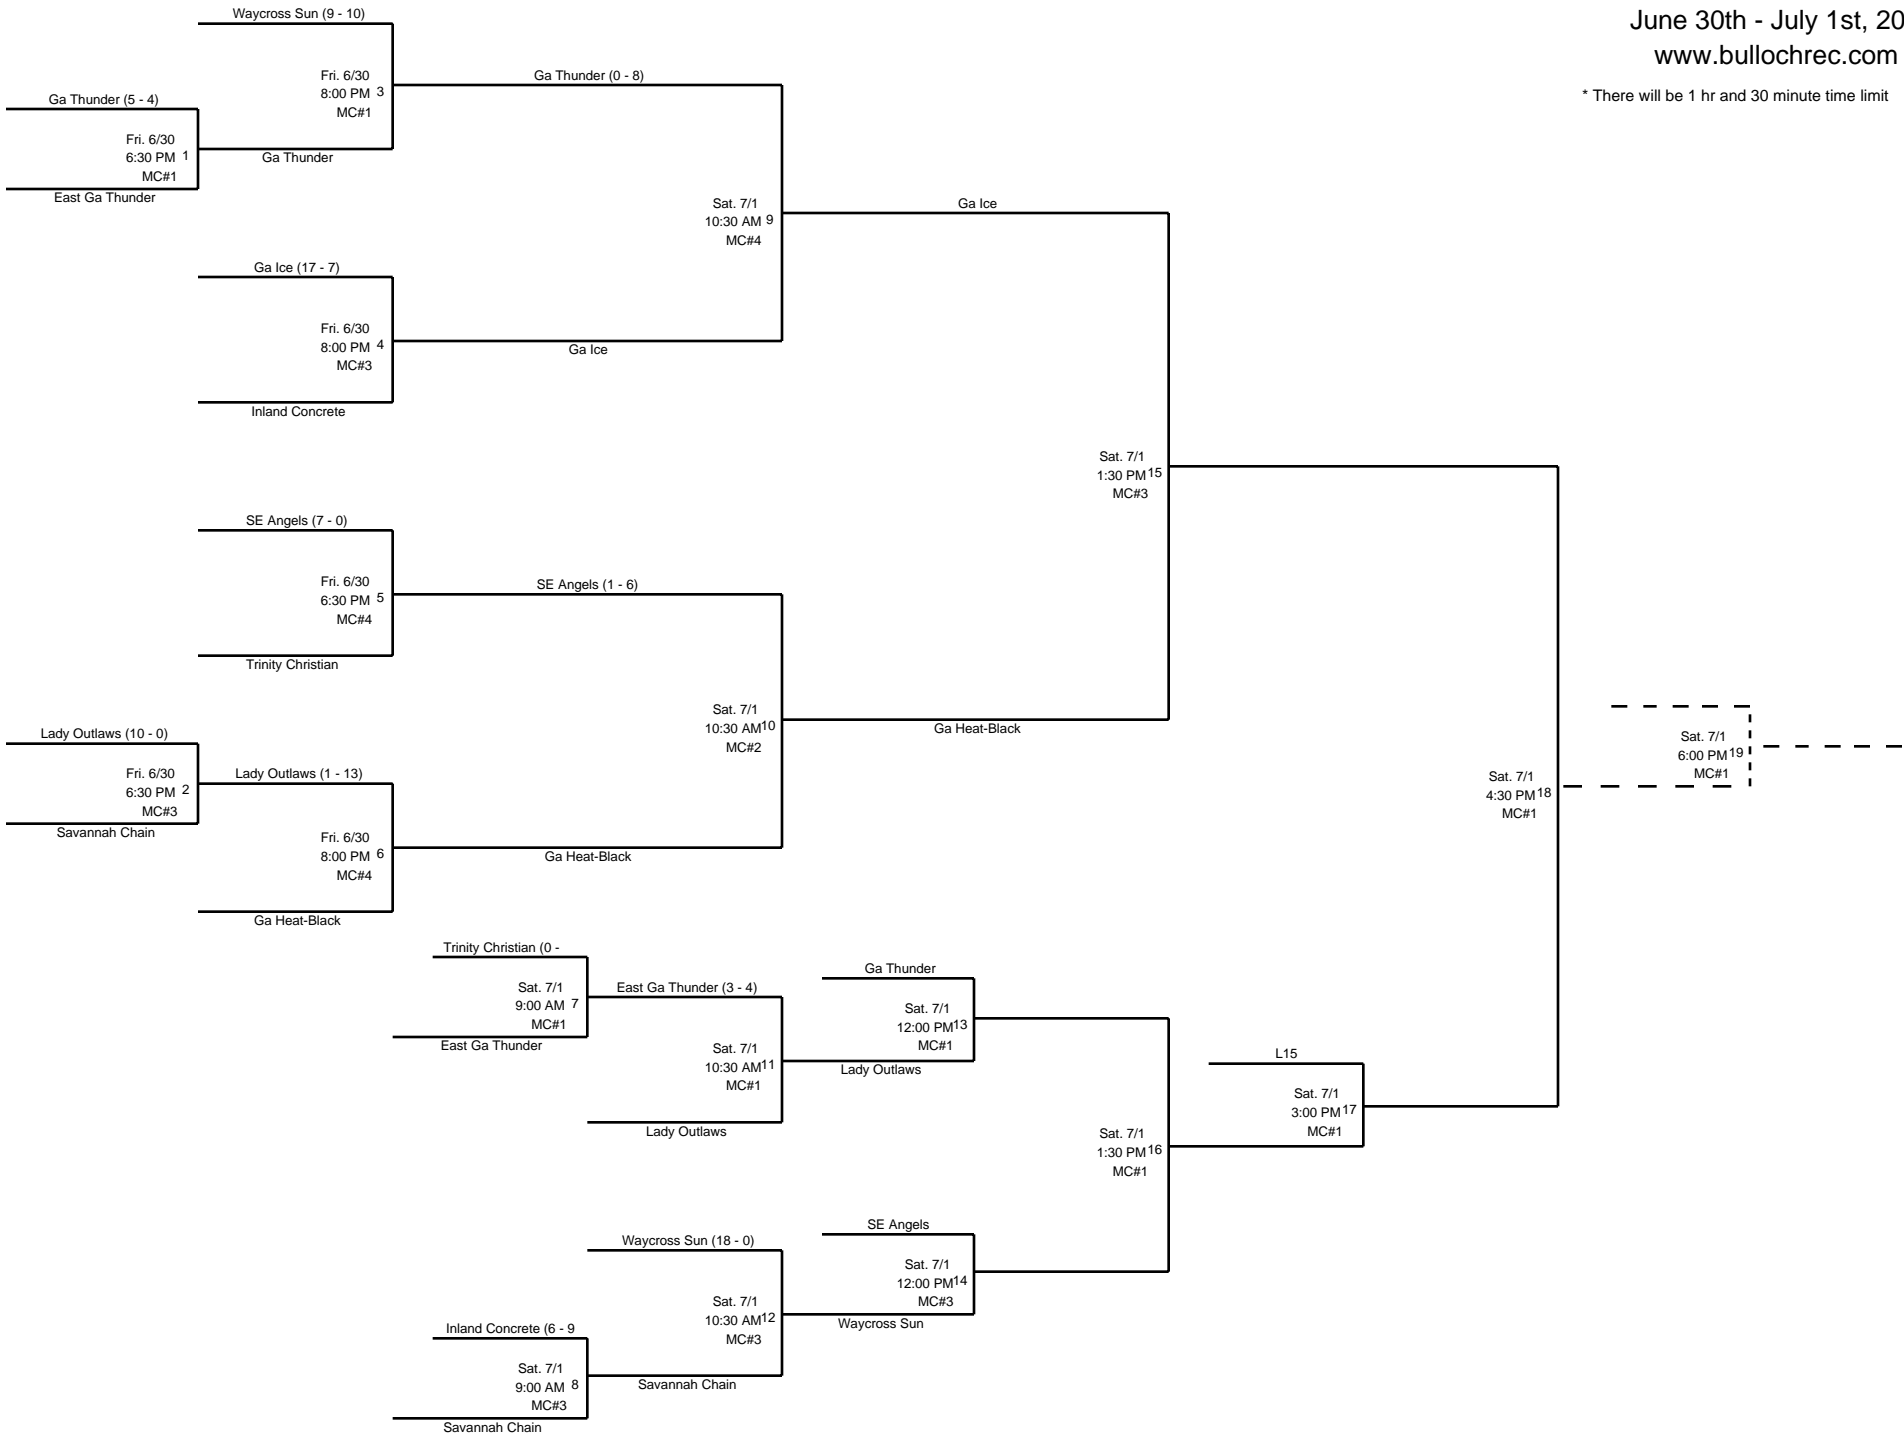 June 30th - July 1st, 20
www.bullochrec.com
* There will be 1 hr and 30 minute time limit
Waycross Sun (9 - 10)
Fri. 6/30
8:00 PM 3
MC#1
Ga Thunder (0 - 8)
Ga Thunder (5 - 4)
Fri. 6/30
6:30 PM 1
MC#1
Ga Thunder
East Ga Thunder
Sat. 7/1
10:30 AM 9
MC#4
Ga Ice
Ga Ice (17 - 7)
Fri. 6/30
8:00 PM 4
MC#3
Ga Ice
Inland Concrete
Sat. 7/1
1:30 PM 15
MC#3
SE Angels (7 - 0)
Fri. 6/30
6:30 PM 5
MC#4
SE Angels (1 - 6)
Trinity Christian
Sat. 7/1
10:30 AM 10
MC#2
Ga Heat-Black
Lady Outlaws (10 - 0)
Fri. 6/30
6:30 PM 2
MC#3
Savannah Chain
Lady Outlaws (1 - 13)
Fri. 6/30
8:00 PM 6
MC#4
Ga Heat-Black
Ga Heat-Black
Sat. 7/1
6:00 PM 19
MC#1
Sat. 7/1
4:30 PM 18
MC#1
Trinity Christian (0 -
Sat. 7/1
9:00 AM 7
MC#1
East Ga Thunder
East Ga Thunder (3 - 4)
Sat. 7/1
10:30 AM 11
MC#1
Lady Outlaws
Ga Thunder
Sat. 7/1
12:00 PM 13
MC#1
Lady Outlaws
L15
Sat. 7/1
3:00 PM 17
MC#1
Sat. 7/1
1:30 PM 16
MC#1
SE Angels
Sat. 7/1
12:00 PM 14
MC#3
Waycross Sun
Waycross Sun (18 - 0)
Sat. 7/1
10:30 AM 12
MC#3
Inland Concrete (6 - 9
Sat. 7/1
9:00 AM 8
MC#3
Savannah Chain
Savannah Chain